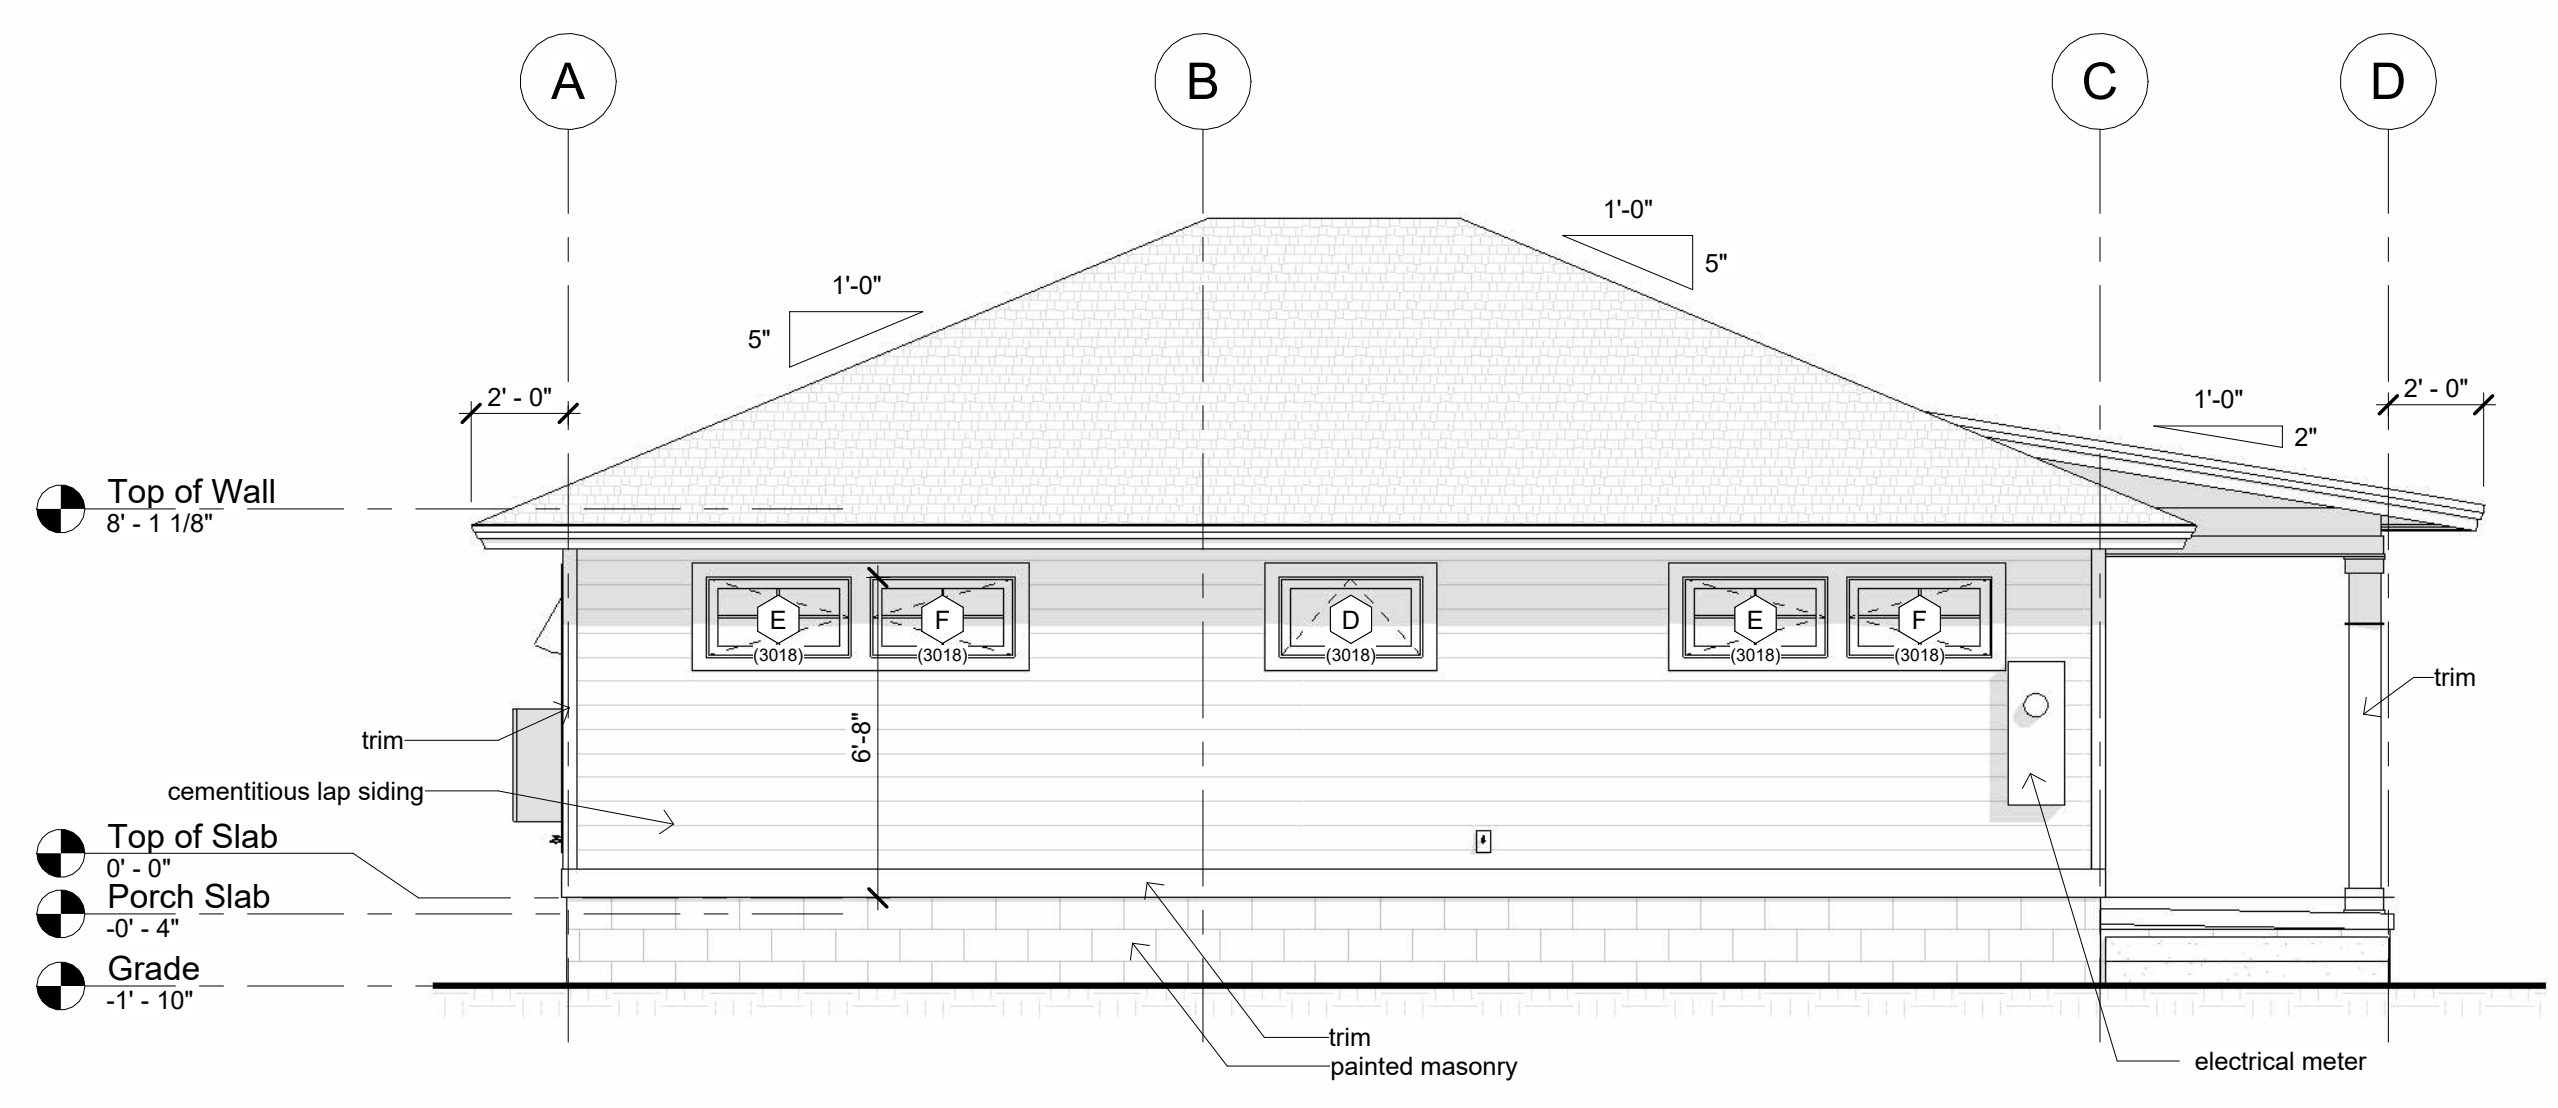 A B C D
1'-0"
5"
1'-0"
5"
2' - 0"
2' - 0"
1'-0"
2"
Top of Wall
8' - 1 1/8"
E F D E F
(3018) (3018) (3018) (3018) (3018)
trim
6'-8"
trim
cementitious lap siding
Top of Slab
0' - 0"
Porch Slab
-0' - 4"
Grade
-1' - 10"
trim
painted masonry
electrical meter